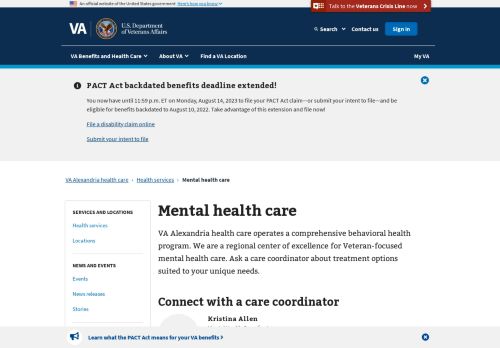 An official website of the United States government Here's how you know
Talk to the Veterans Crisis Line now
VA U.S. Department of Veterans Affairs
Search Contact us Sign in
VA Benefits and Health Care About VA Find a VA Location My VA
PACT Act backdated benefits deadline extended!
You now have until 11:59 p.m. ET on Monday, August 14, 2023 to file your PACT Act claim—or submit your intent to file—and be
eligible for benefits backdated to August 10, 2022. Take advantage of this extension and file now!
File a disability claim online
Submit your intent to file
VA Alexandria health care › Health services › Mental health care
SERVICES AND LOCATIONS
Health services
Locations
NEWS AND EVENTS
Events
News releases
Stories
Mental health care
VA Alexandria health care operates a comprehensive behavioral health
program. We are a regional center of excellence for Veteran-focused
mental health care. Ask a care coordinator about treatment options
suited to your unique needs.
Connect with a care coordinator
Kristina Allen
Learn what the PACT Act means for your VA benefits >